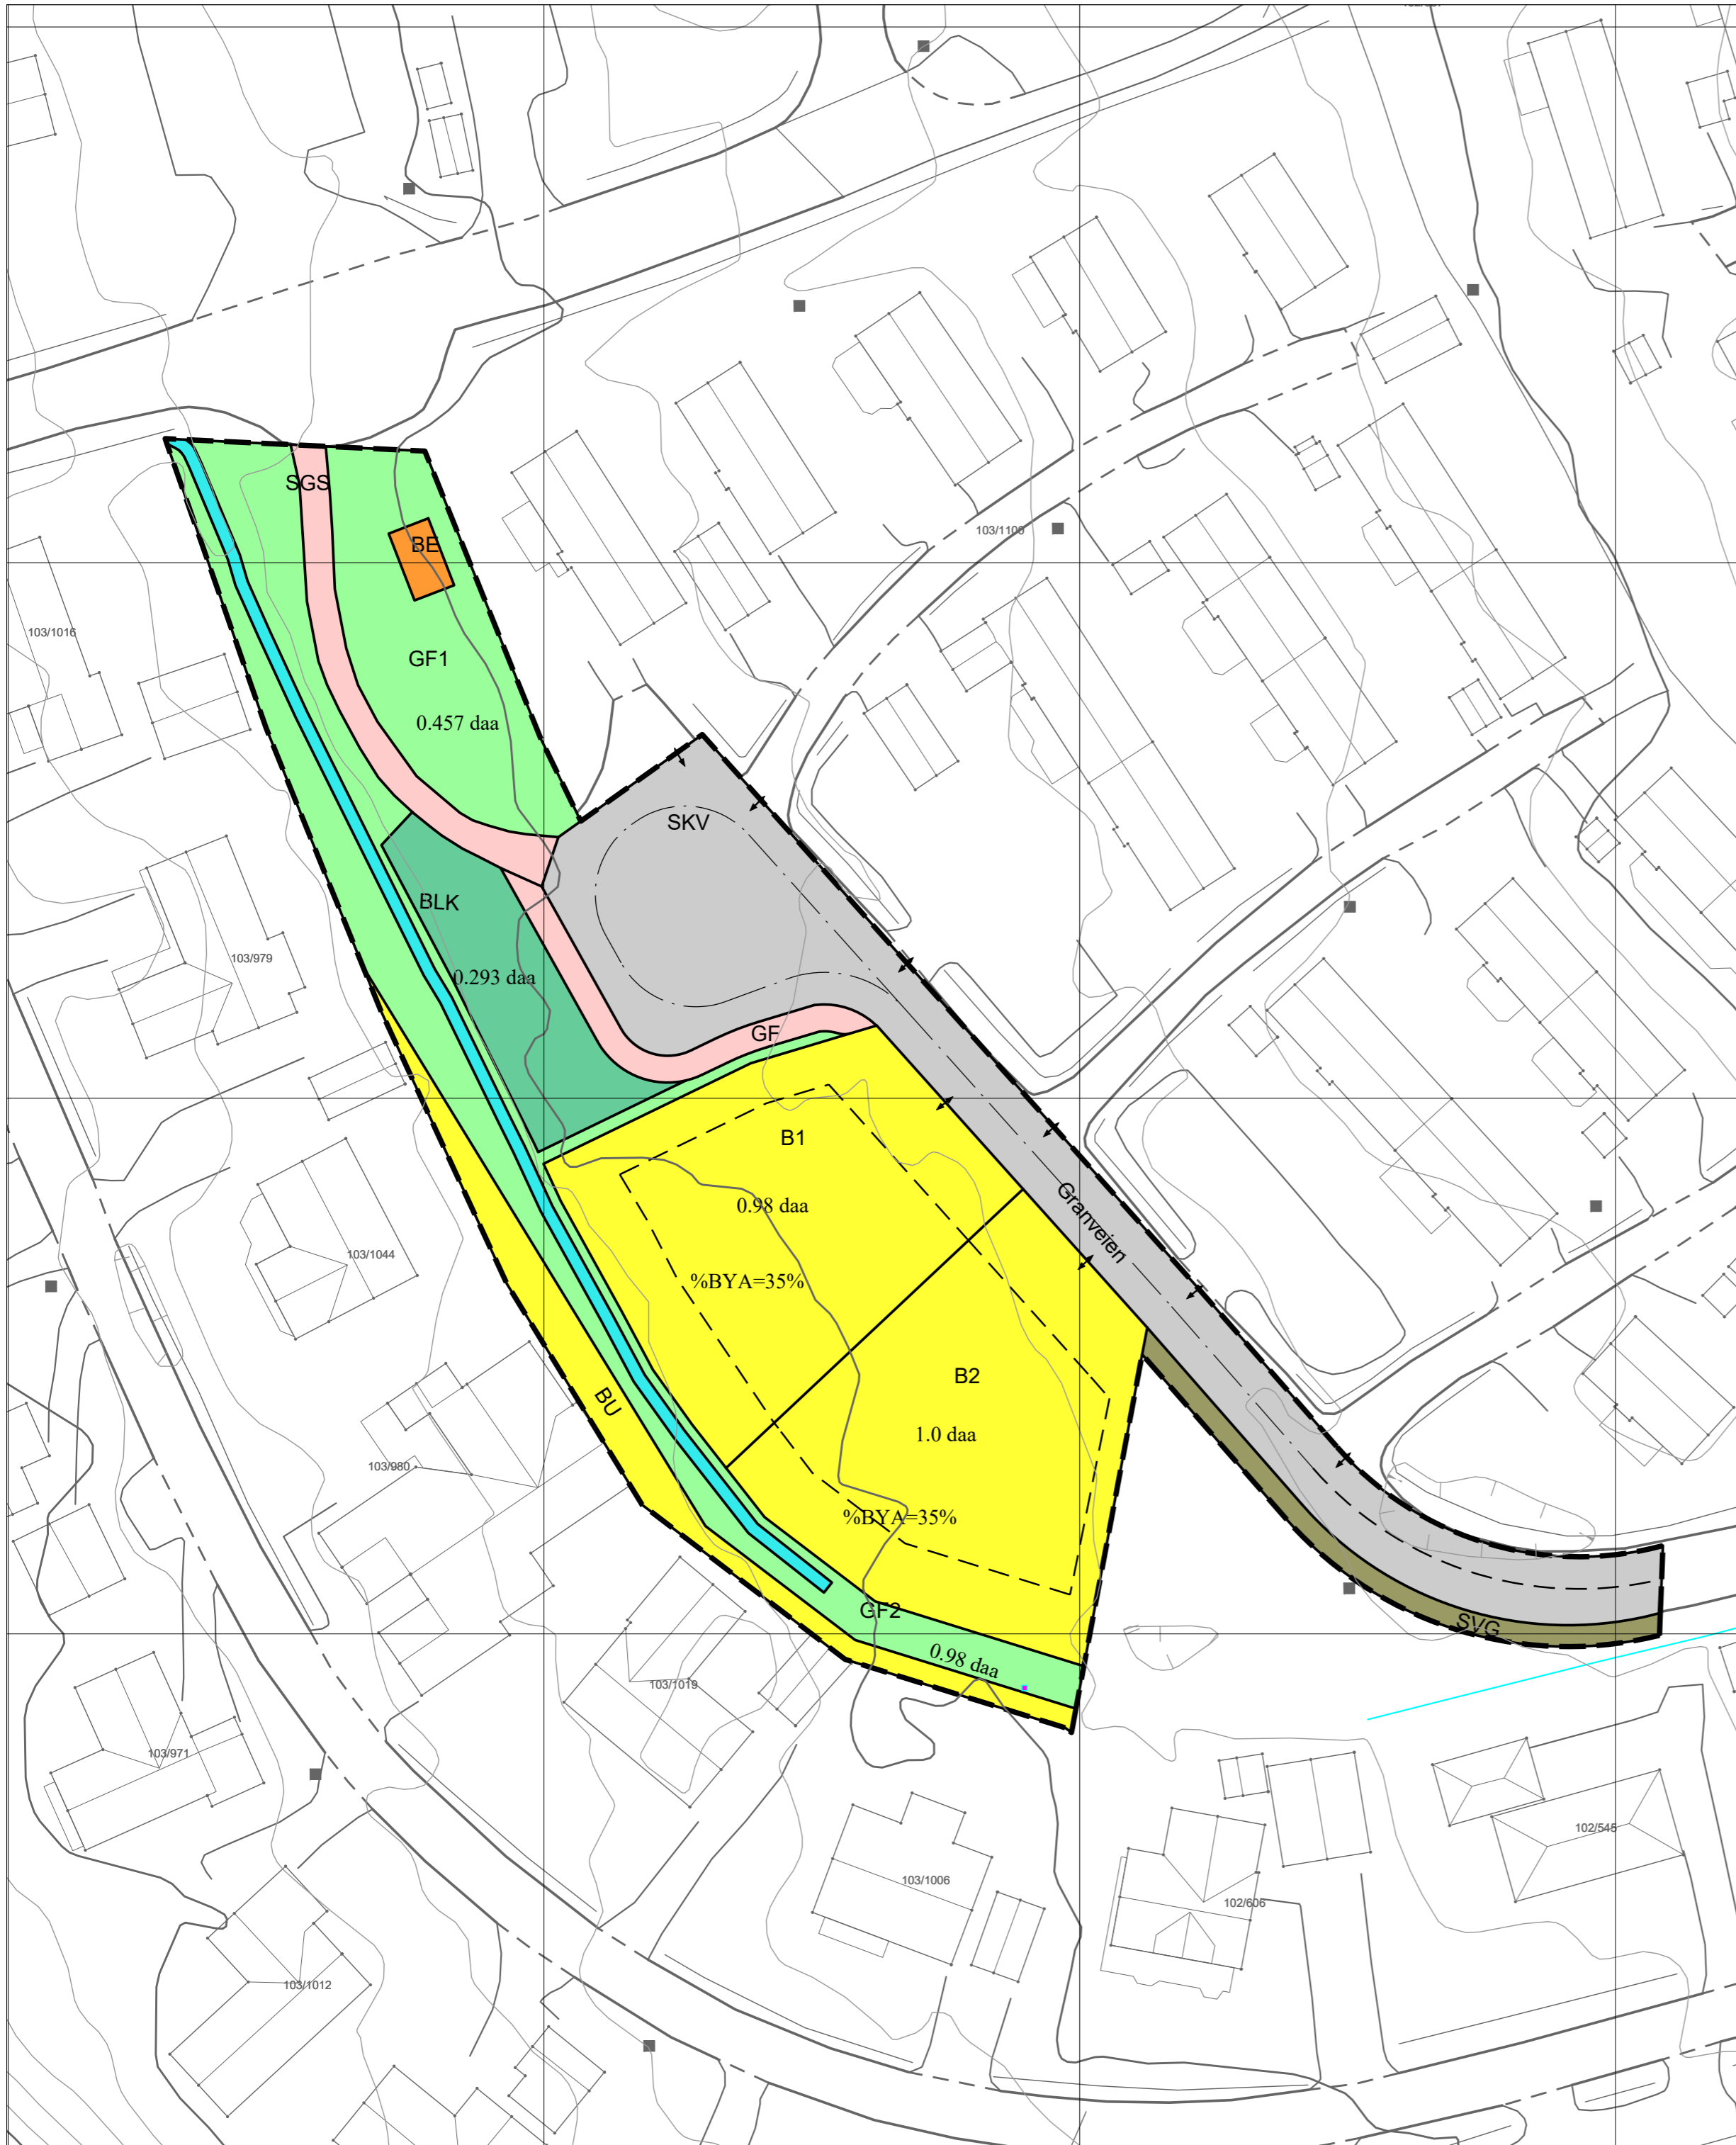 SGS
103/1106
BE
103/1016
GF1
0.457 daa
SKV
BLK
103/979
0.293 daa
GF
B1
0.98 daa
Granveien
103/1044
%BYA=35%
B2
BU
1.0 daa
103/980
%BYA=35%
GF2
SVG
0.98 daa
103/1019
103/971
102/545
103/1006
102/606
103/1012